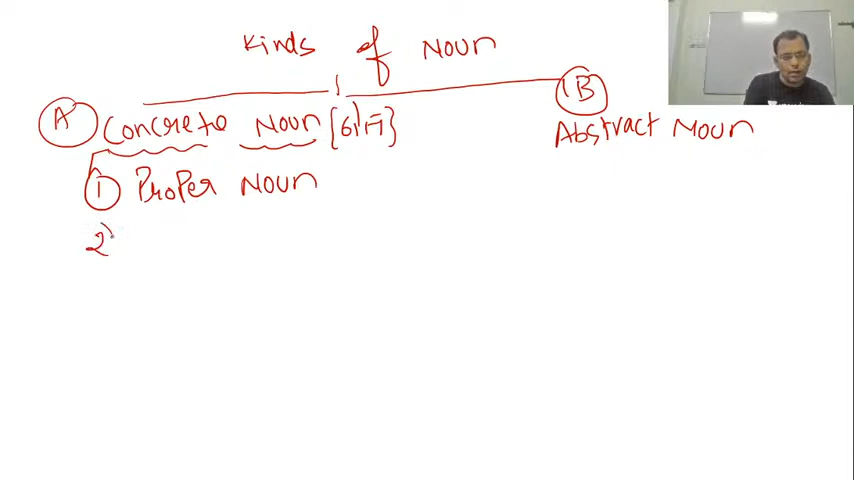 Kinds of Noun
A Concrete Noun
B Abstract Noun
1 Proper Noun
2)